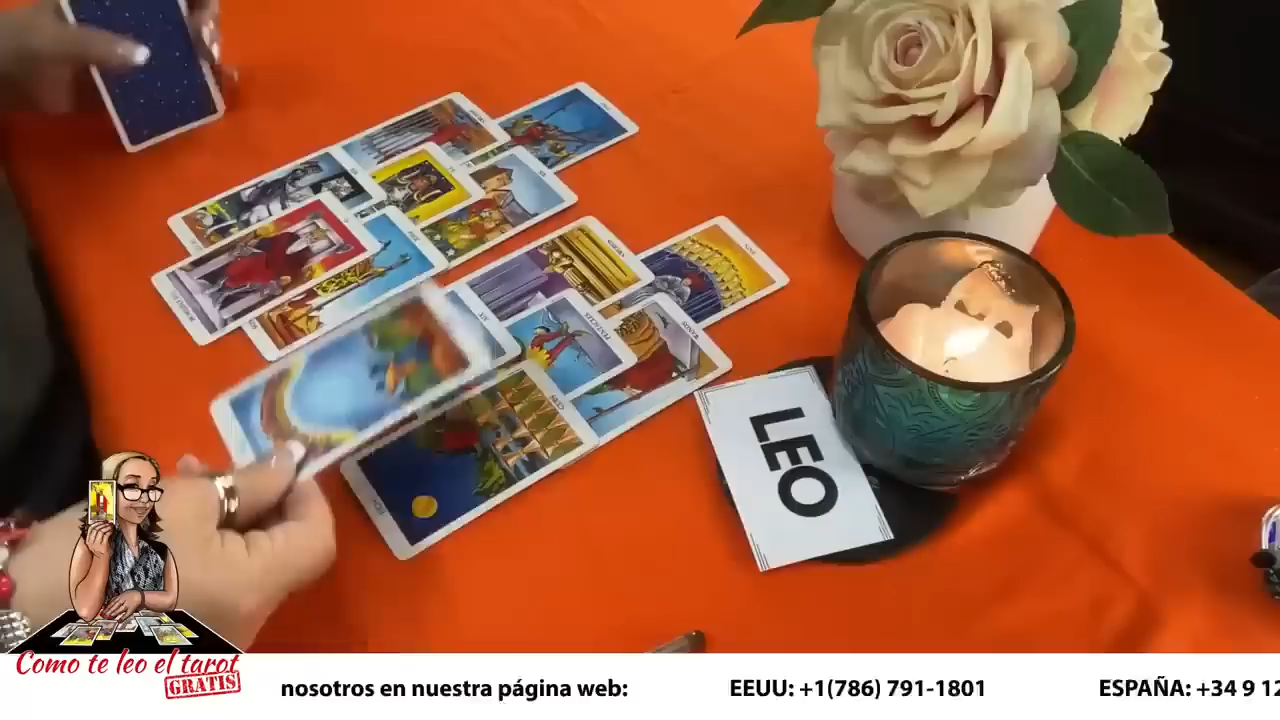 LEO
Como te leo el tarot
GRATIS
nosotros en nuestra página web:
EEUU: +1(786) 791-1801
ESPAÑA: +34 9 12